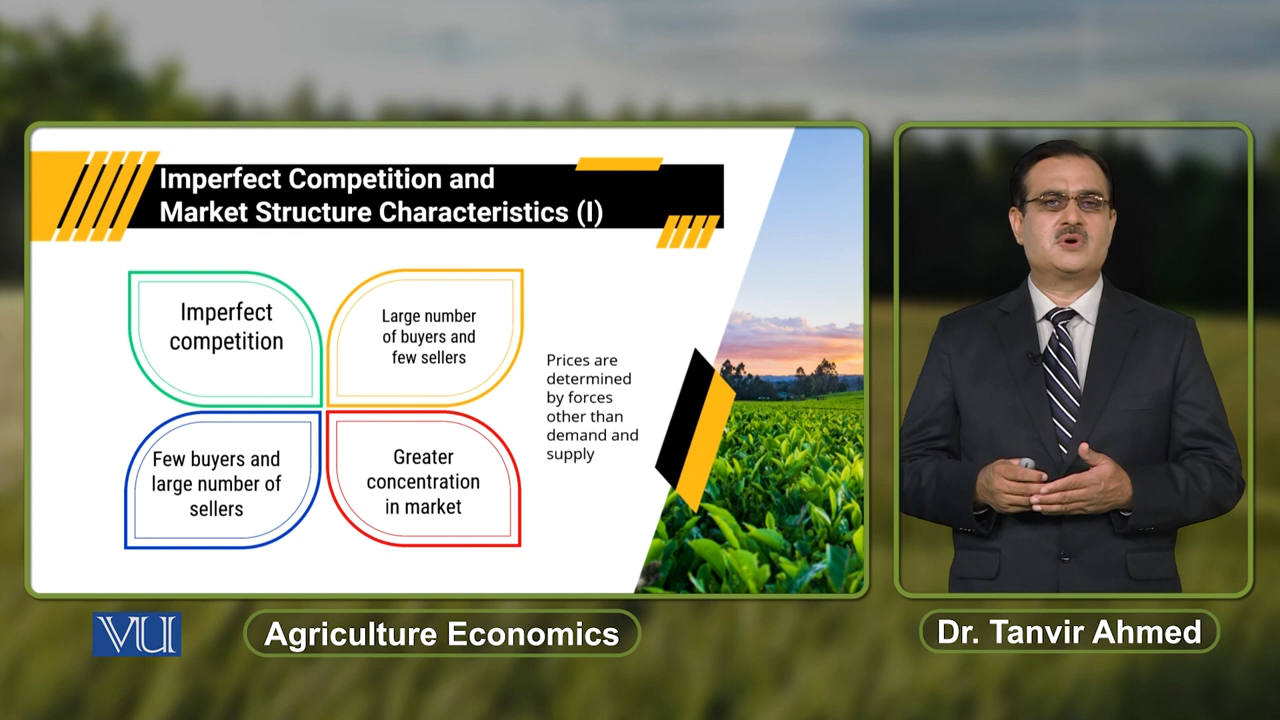 Imperfect Competition and
Market Structure Characteristics (I)
Imperfect
competition
Large number
of buyers and
few sellers
Few buyers and
large number of
sellers
Greater
concentration
in market
Prices are
determined
by forces
other than
demand and
supply
VU
Agriculture Economics
Dr. Tanvir Ahmed